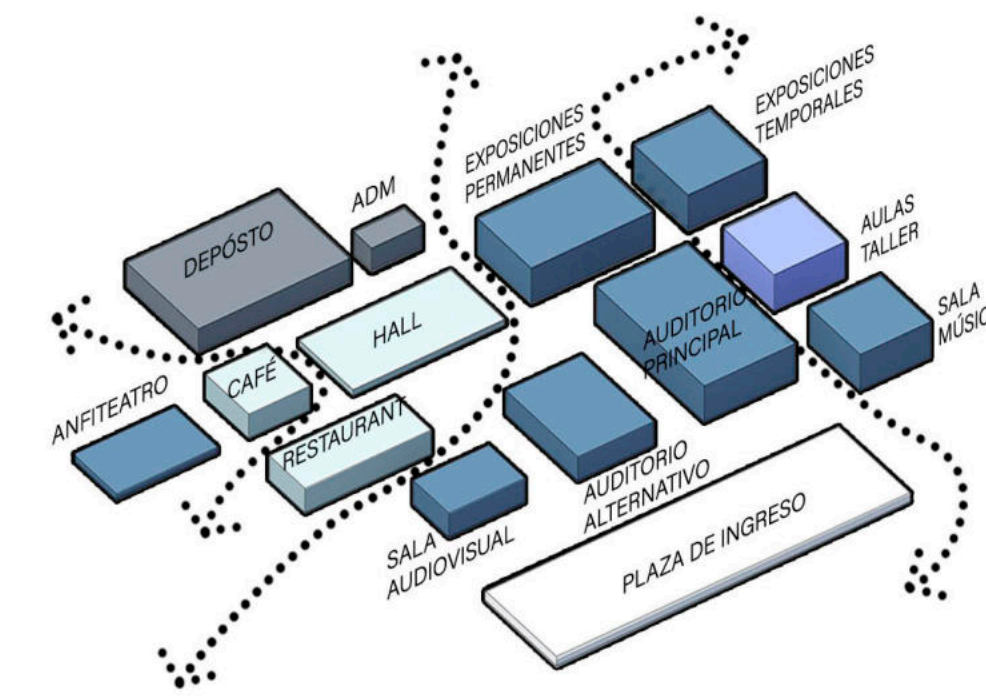 EXPOSICIONES
TEMPORALES
EXPOSICIONES
PERMANENTES
ADM
DEPÓSTO
AULAS
TALLER
HALL
AUDITORIO
PRINCIPAL
SALA
MÚSIC
CAFÉ
ANFITEATRO
RESTAURANT
AUDITORIO
ALTERNATIVO
SALA
AUDIOVISUAL
PLAZA DE INGRESO